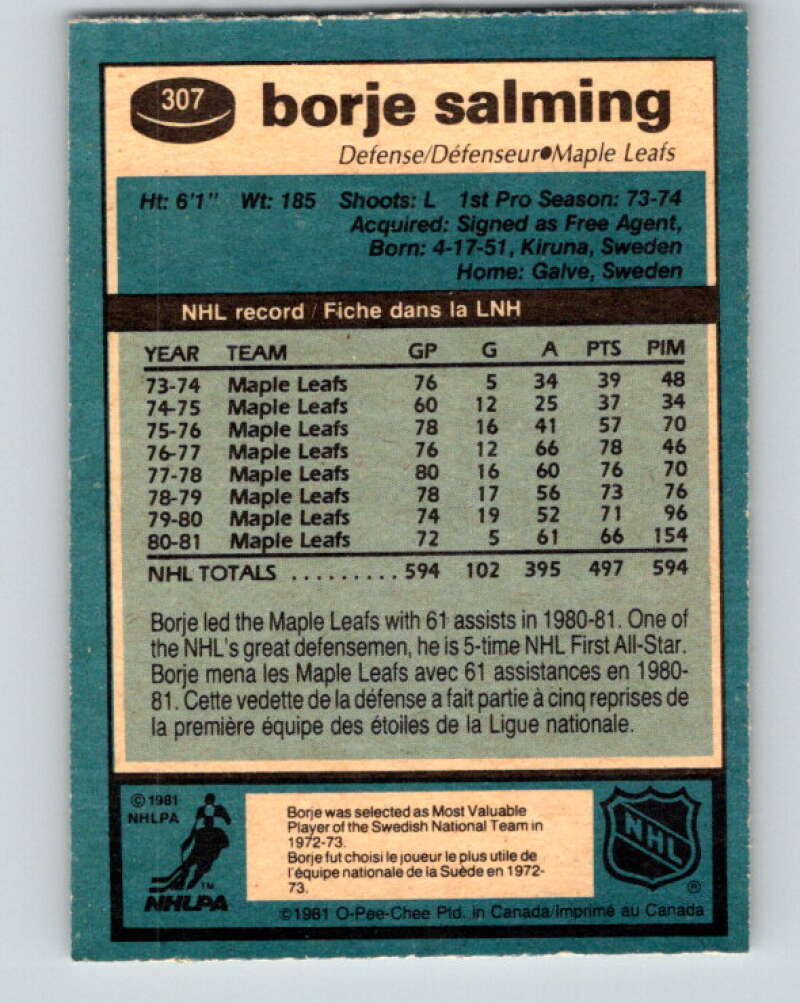 307 borje salming
Defense/Défenseur●Maple Leafs
Ht: 6'1" Wt: 185 Shoots: L 1st Pro Season: 73-74
Acquired: Signed as Free Agent,
Born: 4-17-51, Kiruna, Sweden
Home: Galve, Sweden
NHL record / Fiche dans la LNH
YEAR TEAM GP G A PTS PIM
73-74 Maple Leafs 76 5 34 39 48
74-75 Maple Leafs 60 12 25 37 34
75-76 Maple Leafs 78 16 41 57 70
76-77 Maple Leafs 76 12 66 78 46
77-78 Maple Leafs 80 16 60 76 70
78-79 Maple Leafs 78 17 56 73 76
79-80 Maple Leafs 74 19 52 71 96
80-81 Maple Leafs 72 5 61 66 154
NHL TOTALS .......... 594 102 395 497 594
Borje led the Maple Leafs with 61 assists in 1980-81. One of
the NHL's great defensemen, he is 5-time NHL First All-Star.
Borje mena les Maple Leafs avec 61 assistances en 1980-
81. Cette vedette de la défense a fait partie à cinq reprises de
la première équipe des étoiles de la Ligue nationale.
© 1981
NHLPA
TM
NHLPA
Borje was selected as Most Valuable
Player of the Swedish National Team in
1972-73.
Borje fut choisi le joueur le plus utile de
l'équipe nationale de la Suède en 1972-
73.
NHL
®
©1981 O-Pee-Chee Ptd. in Canada/Imprimé au Canada